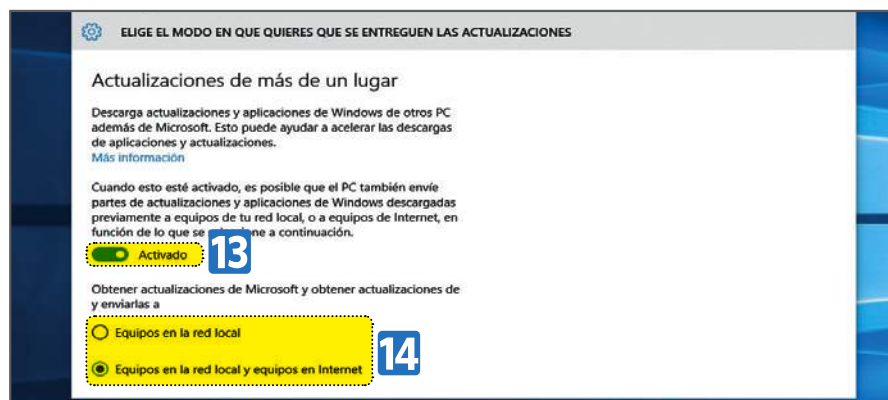 ELIGE EL MODO EN QUE QUIERES QUE SE ENTREGUEN LAS ACTUALIZACIONES
Actualizaciones de más de un lugar
Descarga actualizaciones y aplicaciones de Windows de otros PC
además de Microsoft. Esto puede ayudar a acelerar las descargas
de aplicaciones y actualizaciones.
Más información
Cuando esto esté activado, es posible que el PC también envíe
partes de actualizaciones y aplicaciones de Windows descargadas
previamente a equipos de tu red local, o a equipos de Internet, en
función de lo que se a continuación.
Activado
13
Obtener actualizaciones de Microsoft y obtener actualizaciones de
y enviarlas a
Equipos en la red local
Equipos en la red local y equipos en Internet
14